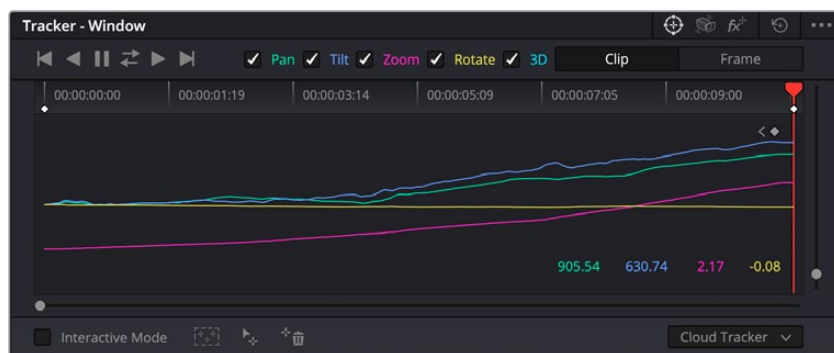 Tracker - Window
Pan Tilt Zoom Rotate 3D Clip Frame
00:00:00:00 00:00:01:19 00:00:03:14 00:00:05:09 00:00:07:05 00:00:09:00
905.54 630.74 2.17 -0.08
Interactive Mode Cloud Tracker